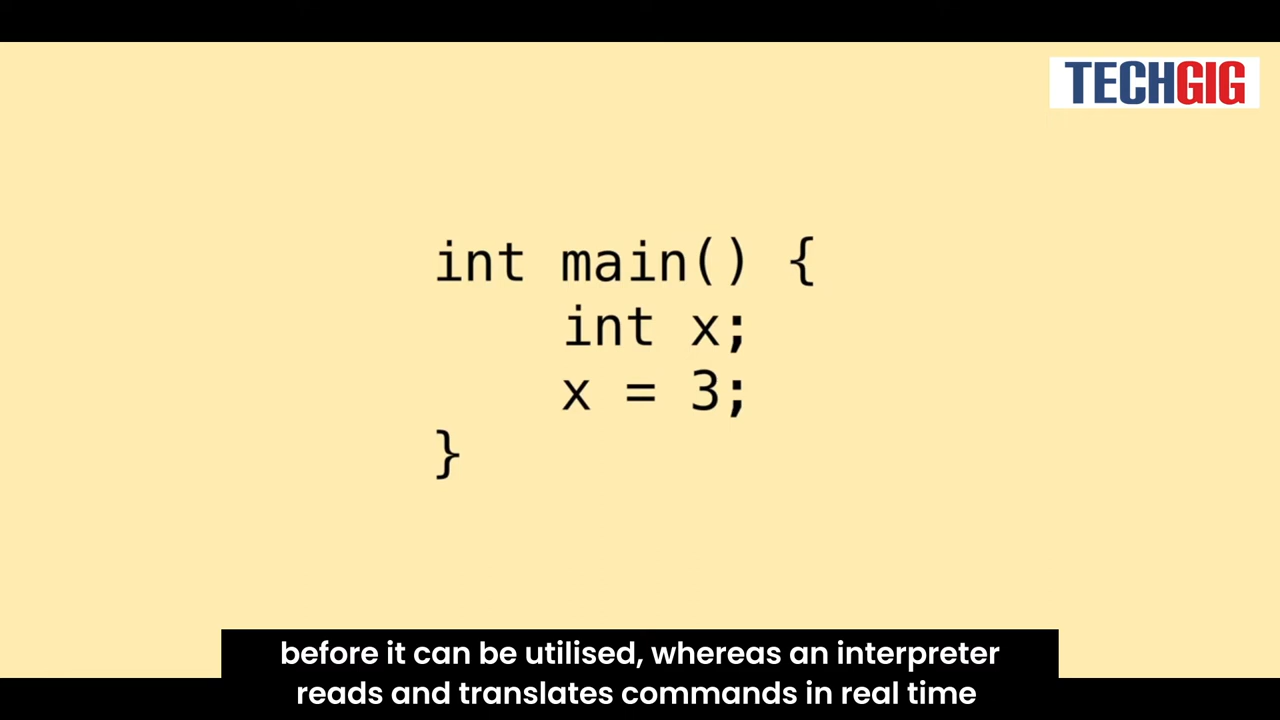 TECHGIG
int main() {
    int x;
    x = 3;
}
before it can be utilised, whereas an interpreter
reads and translates commands in real time